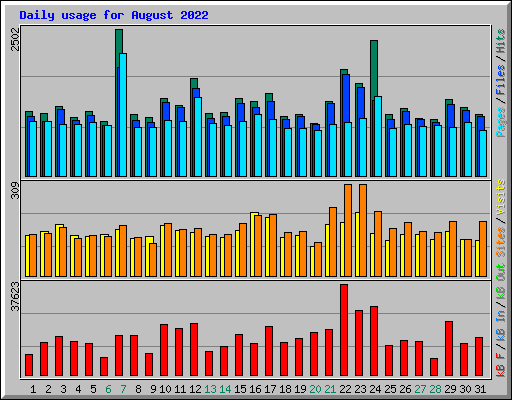 Daily usage for August 2022
2502
Pages / Files / Hits
309
Sites / Visits
37623
kB F / kB In / kB Out
1 2 3 4 5 6 7 8 9 10 11 12 13 14 15 16 17 18 19 20 21 22 23 24 25 26 27 28 29 30 31